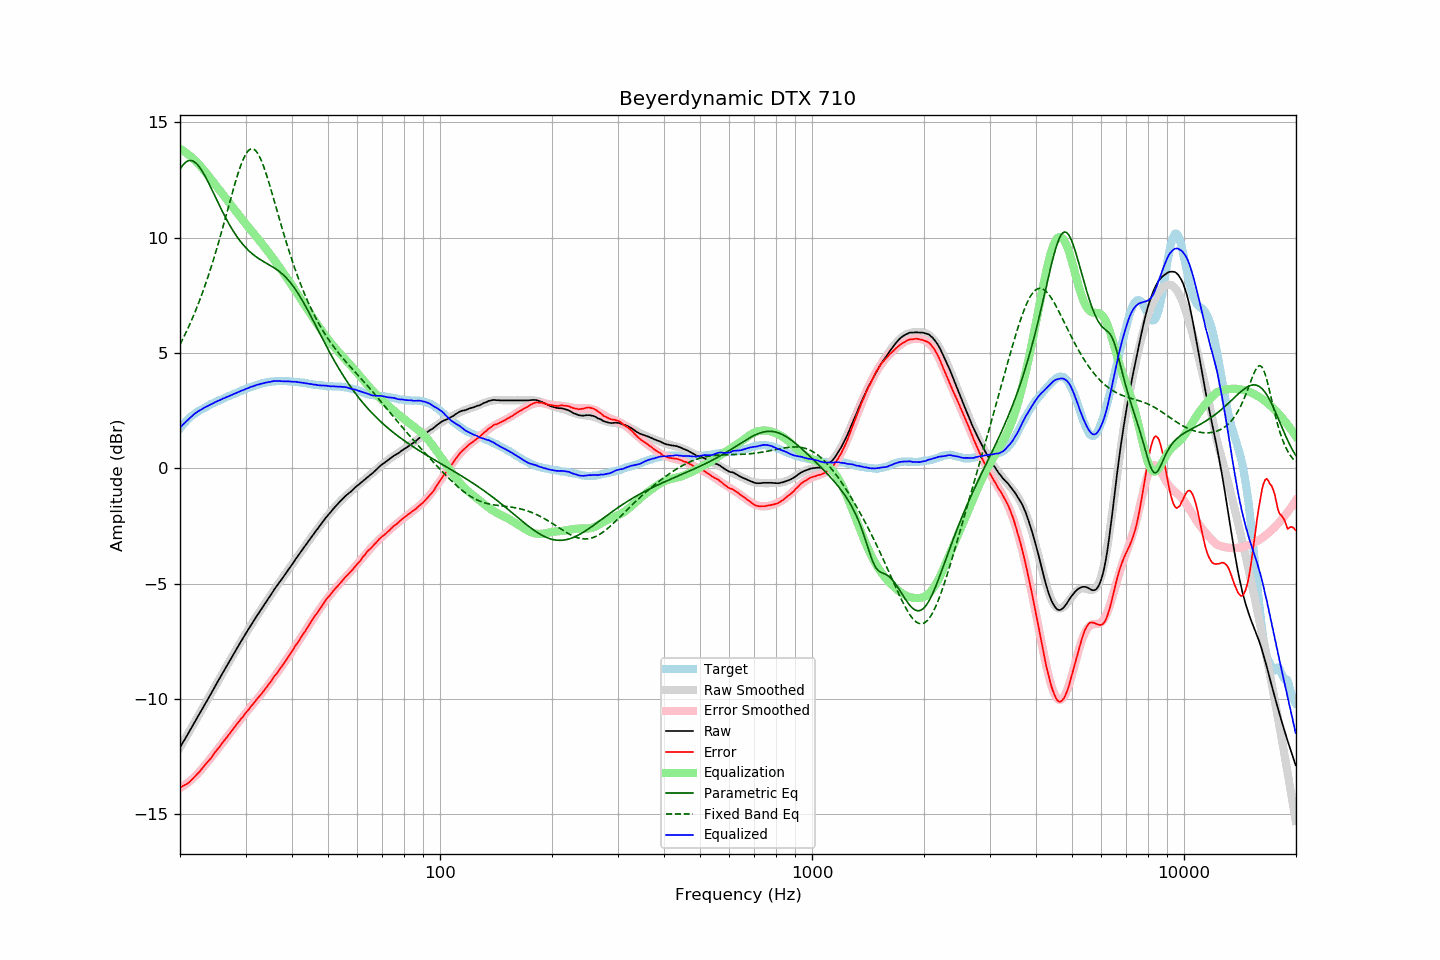 Beyerdynamic DTX 710
15
10
5
0
−5
−10
−15
Amplitude (dBr)
100
1000
10000
Frequency (Hz)
Target
Raw Smoothed
Error Smoothed
Raw
Error
Equalization
Parametric Eq
Fixed Band Eq
Equalized